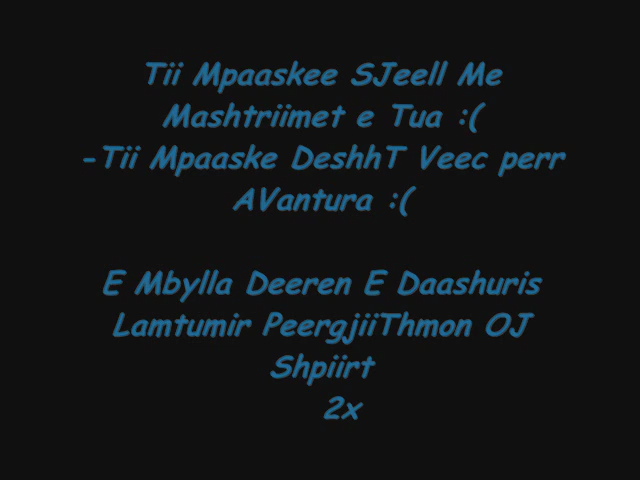 Tii Mpaaskee SJeell Me
Mashtriimet e Tua :(
-Tii Mpaaske DeshhT Veec perr
AVantura :(
E Mbylla Deeren E Daashuris
Lamtumir PeergjiiThmon OJ
Shpiirt
2x